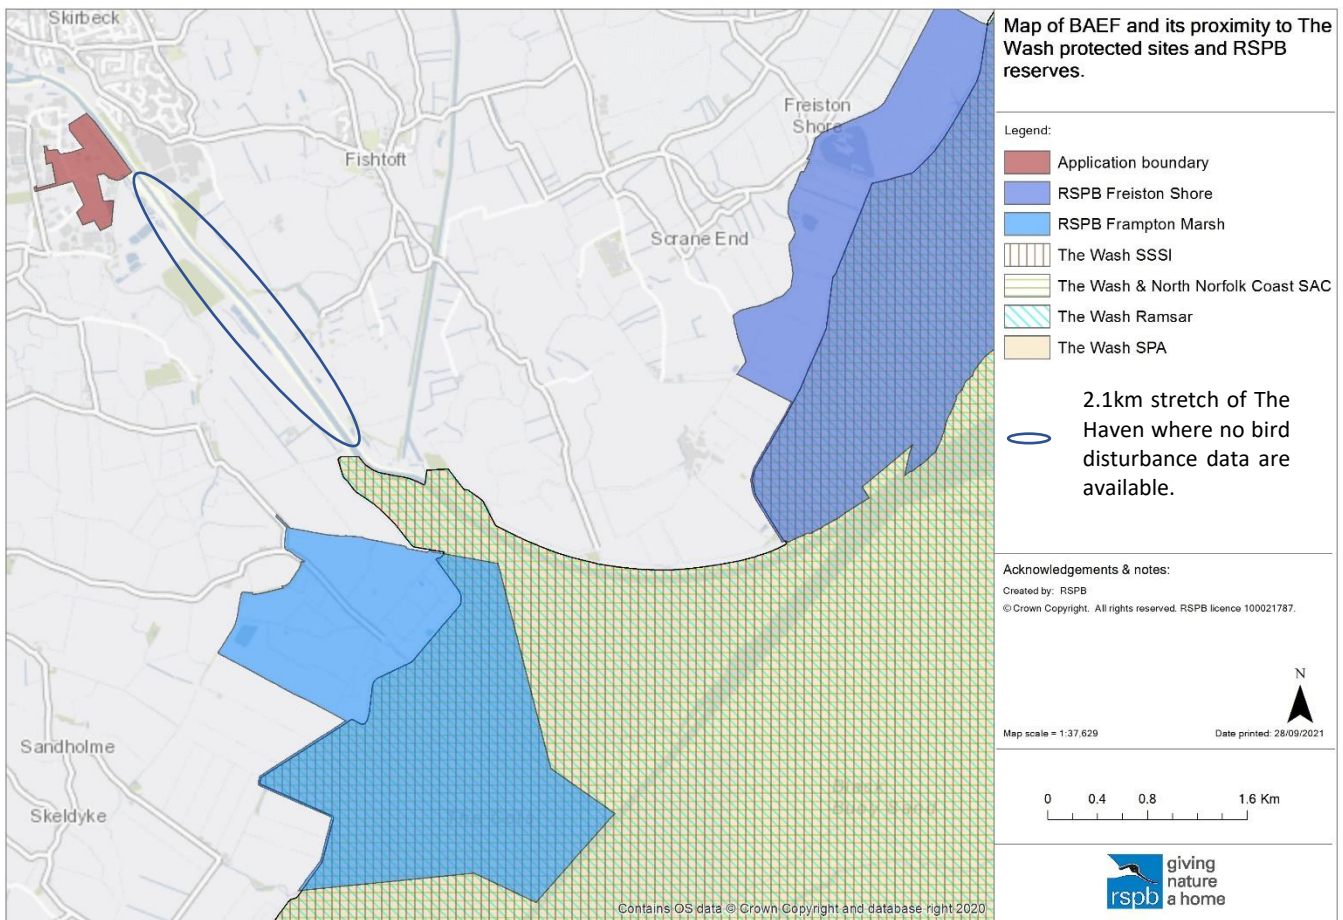 Skirbeck
Fishtoft
Freiston
Shore
Scrane End
Sandholme
Skeldyke
Contains OS data © Crown Copyright and database right 2020
Map of BAEF and its proximity to The
Wash protected sites and RSPB
reserves.
Legend:
Application boundary
RSPB Freiston Shore
RSPB Frampton Marsh
The Wash SSSI
The Wash & North Norfolk Coast SAC
The Wash Ramsar
The Wash SPA
2.1km stretch of The
Haven where no bird
disturbance data are
available.
Acknowledgements & notes:
Created by: RSPB
© Crown Copyright. All rights reserved. RSPB licence 100021787.
N
Map scale = 1:37,629
Date printed: 28/09/2021
0 0.4 0.8 1.6 Km
rspb
giving
nature
a home